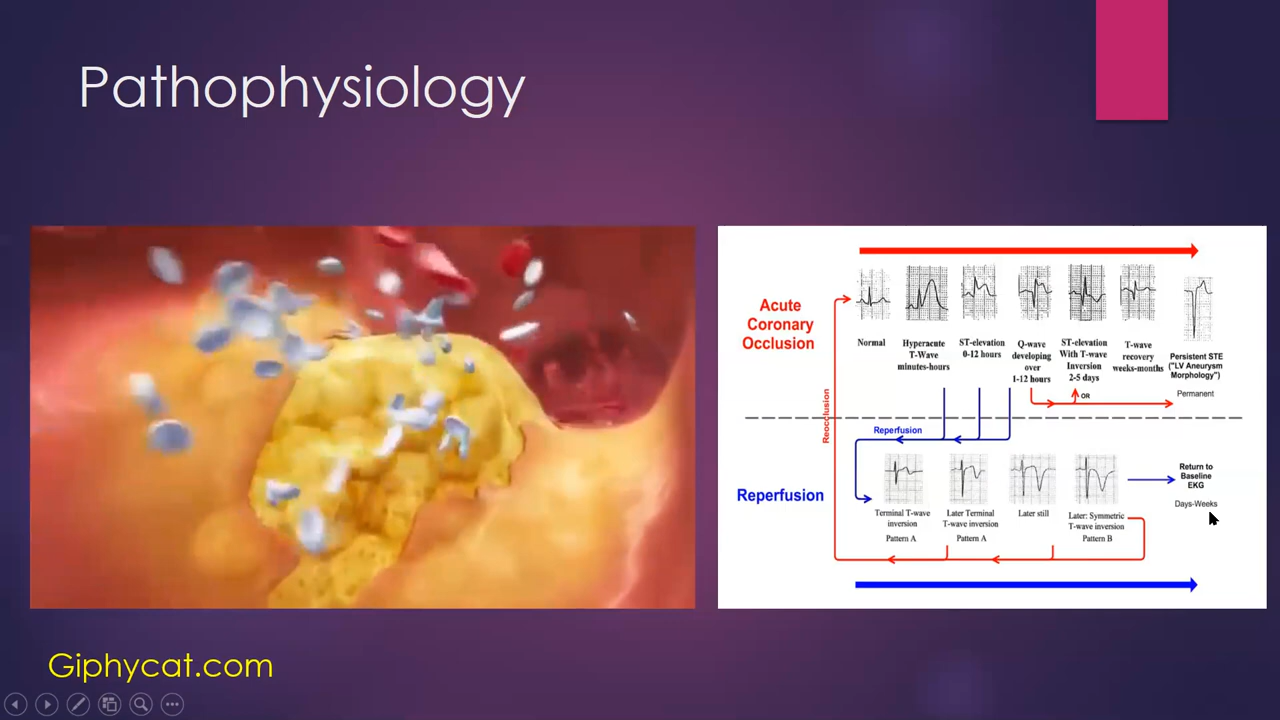 Pathophysiology
Acute
Coronary
Occlusion
Normal
Hyperacute
T-Wave
minutes-hours
ST-elevation
0-12 hours
Q-wave
developing
over
1-12 hours
ST-elevation
With T-wave
Inversion
2-5 days
T-wave
recovery
weeks-months
Persistent STE
("LV Aneurysm
Morphology")
Permanent
OR
Reocclusion
Reperfusion
Reperfusion
Terminal T-wave
inversion
Pattern A
Later Terminal
T-wave inversion
Pattern A
Later still
Later: Symmetric
T-wave inversion
Pattern B
Return to
Baseline
EKG
Days-Weeks
Giphycat.com